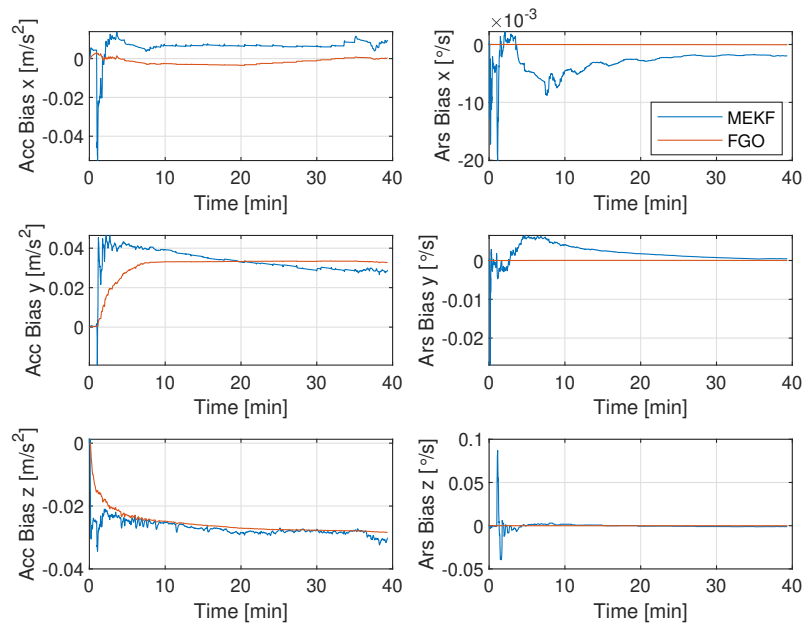 0
-0.02
-0.04
Acc Bias x [m/s²]
0 10 20 30 40
Time [min]
×10⁻³
0
-10
-20
Ars Bias x [°/s]
MEKF
FGO
0 10 20 30 40
Time [min]
0.04
0.02
0
Acc Bias y [m/s²]
0 10 20 30 40
Time [min]
0
-0.01
-0.02
Ars Bias y [°/s]
0 10 20 30 40
Time [min]
0
-0.02
-0.04
Acc Bias z [m/s²]
0 10 20 30 40
Time [min]
0.1
0.05
0
-0.05
Ars Bias z [°/s]
0 10 20 30 40
Time [min]